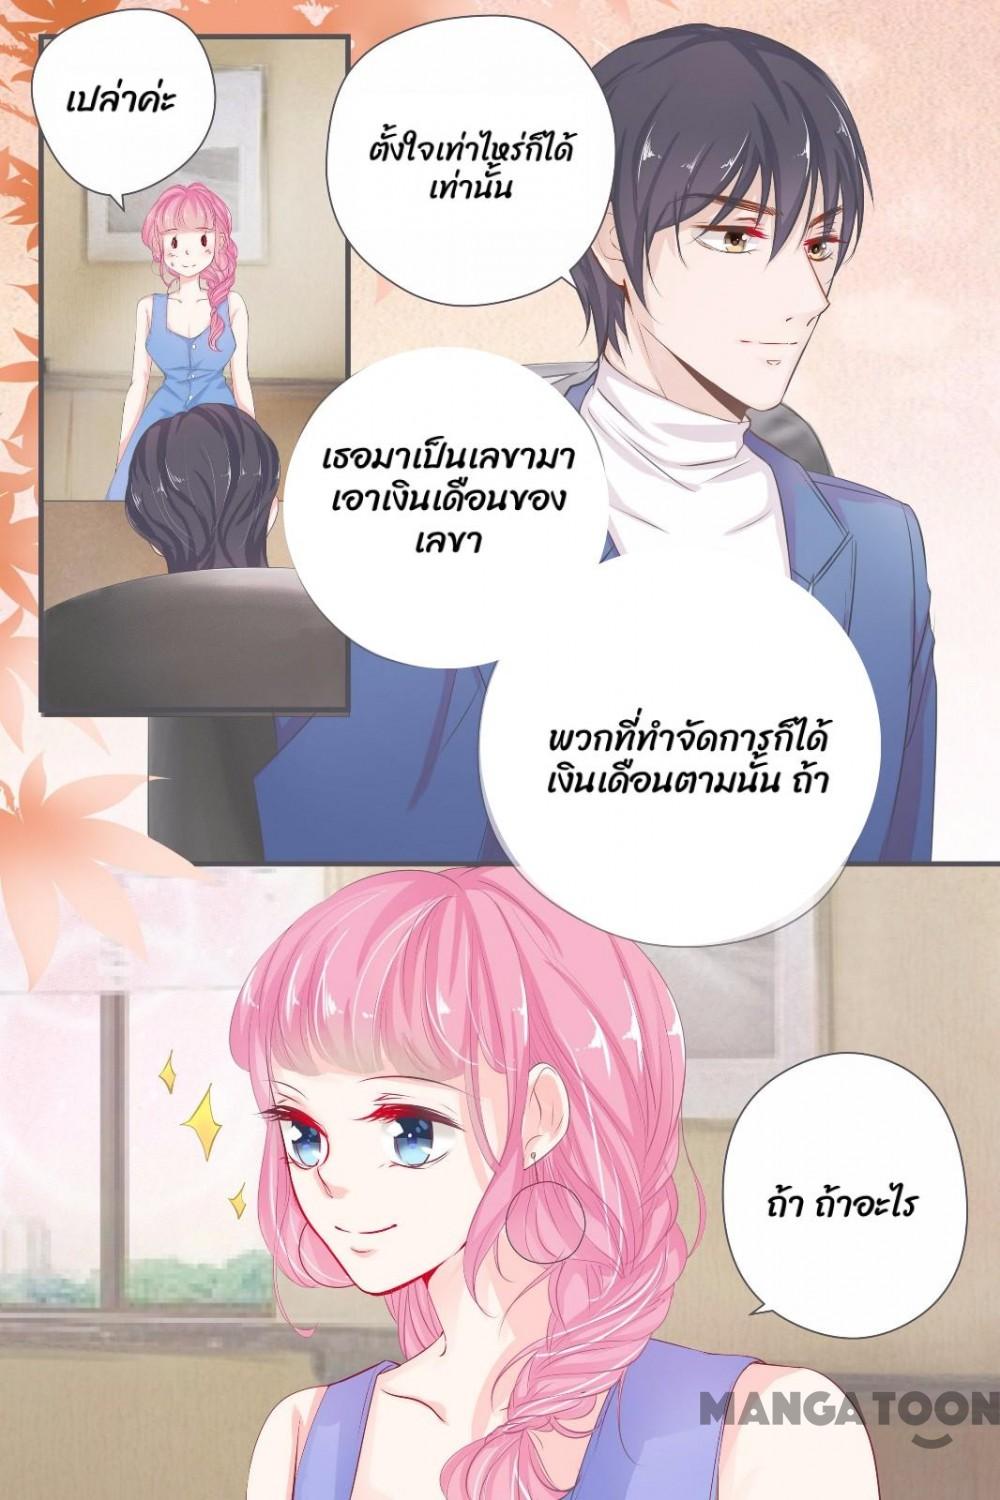 เปล่าค่ะ
ตั้งใจเท่าไหร่ก็ได้
เท่านั้น
เธอมาเป็นเลขามา
เอาเงินเดือนของ
เลขา
พวกที่ทำจัดการก็ได้
เงินเดือนตามนั้น ถ้า
ถ้า ถ้าอะไร
MANGATOON